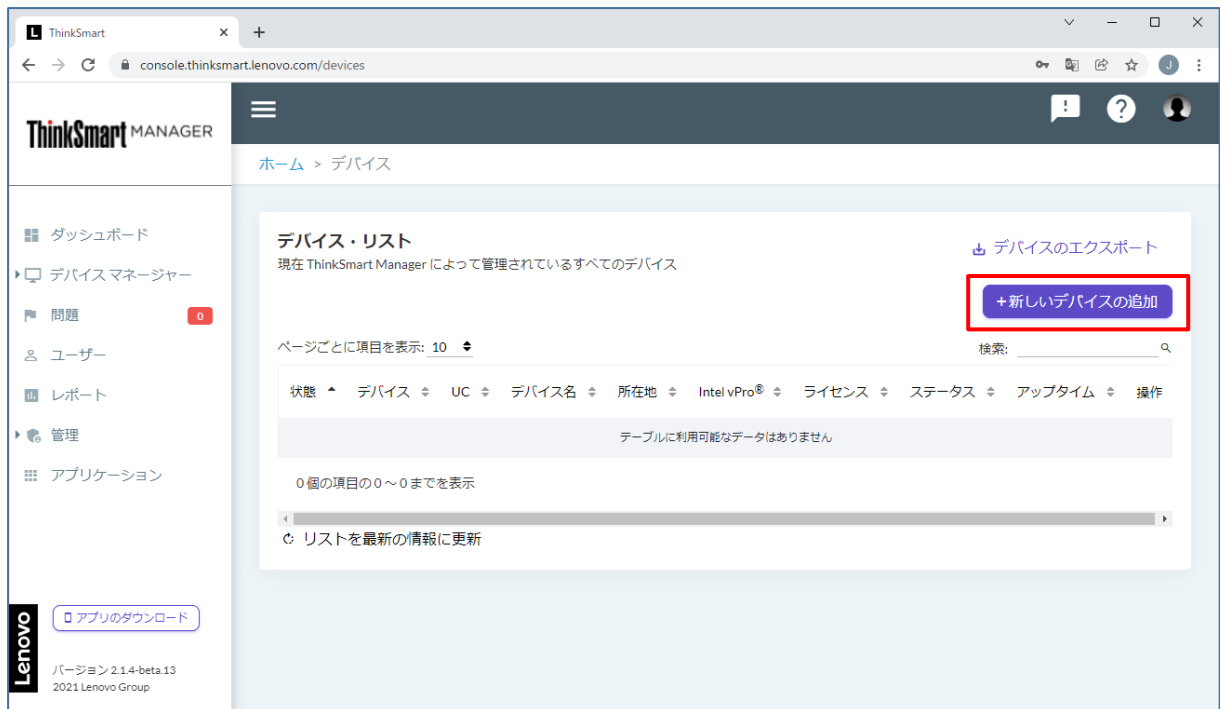 ThinkSmart
console.thinksmart.lenovo.com/devices
J
ThinkSmart MANAGER
ホーム > デバイス
ダッシュボード
デバイス マネージャー
問題 0
ユーザー
レポート
管理
アプリケーション
デバイス・リスト
現在 ThinkSmart Manager によって管理されているすべてのデバイス
デバイスのエクスポート
+新しいデバイスの追加
ページごとに項目を表示: 10
検索:
状態 デバイス UC デバイス名 所在地 Intel vPro® ライセンス ステータス アップタイム 操作
テーブルに利用可能なデータはありません
0 個の項目の 0 ~ 0 までを表示
リストを最新の情報に更新
アプリのダウンロード
Lenovo
バージョン 2.1.4-beta.13
2021 Lenovo Group